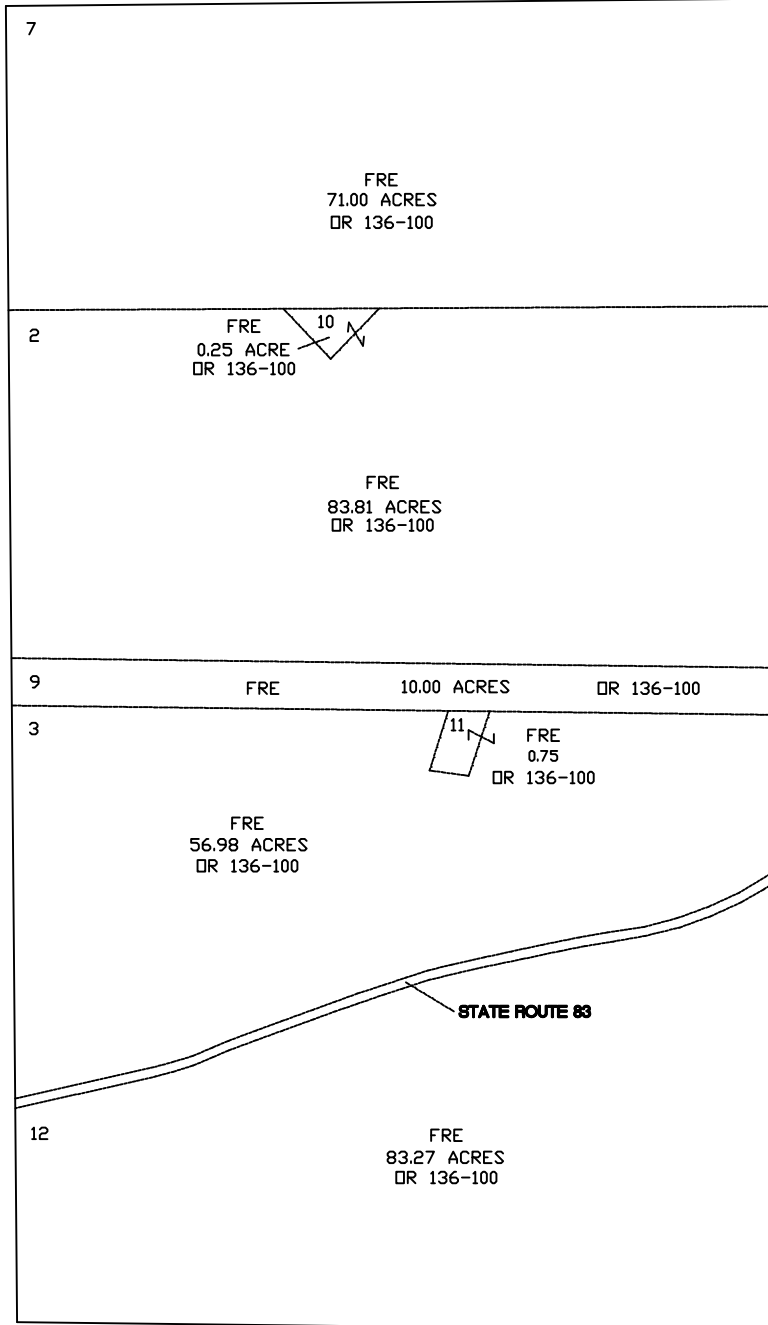 7
FRE
71.00 ACRES
OR 136-100
2
10
FRE
0.25 ACRE
OR 136-100
FRE
83.81 ACRES
OR 136-100
9
FRE 10.00 ACRES OR 136-100
3
11
FRE
0.75
OR 136-100
FRE
56.98 ACRES
OR 136-100
STATE ROUTE 83
12
FRE
83.27 ACRES
OR 136-100